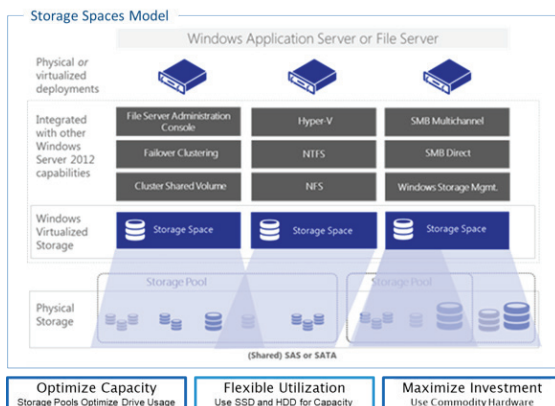 Storage Spaces Model
Windows Application Server or File Server
Physical or
virtualized
deployments
Integrated
with other
Windows
Server 2012
capabilities
File Server Administration
Console
Hyper-V
SMB Multichannel
Failover Clustering
NTFS
SMB Direct
Cluster Shared Volume
NFS
Windows Storage Mgmt.
Windows
Virtualized
Storage
Storage Space
Storage Space
Storage Space
Physical
Storage
Storage Pool
Storage Pool
(Shared) SAS or SATA
Optimize Capacity
Storage Pools Optimize Drive Usage
Flexible Utilization
Use SSD and HDD for Capacity
Maximize Investment
Use Commodity Hardware